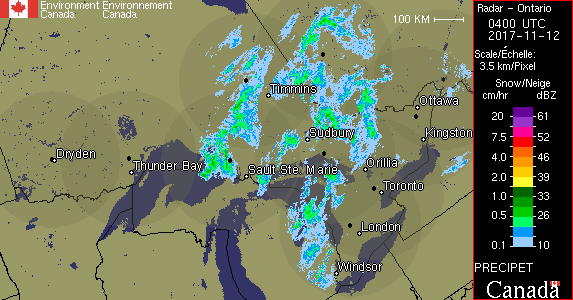 Environment Environnement
Canada Canada
100 KM
Timmins
Ottawa
Sudbury
Kingston
Dryden
Thunder Bay
Sault Ste. Marie
Orillia
Toronto
London
Windsor
Radar - Ontario
0400 UTC
2017-11-12
Scale/Échelle:
3.5 km/Pixel
Snow/Neige
cm/hr dBZ
20 61
7.5 52
4.0 46
2.0 39
1.0 33
0.5 26
0.1 10
PRECIPET
Canada